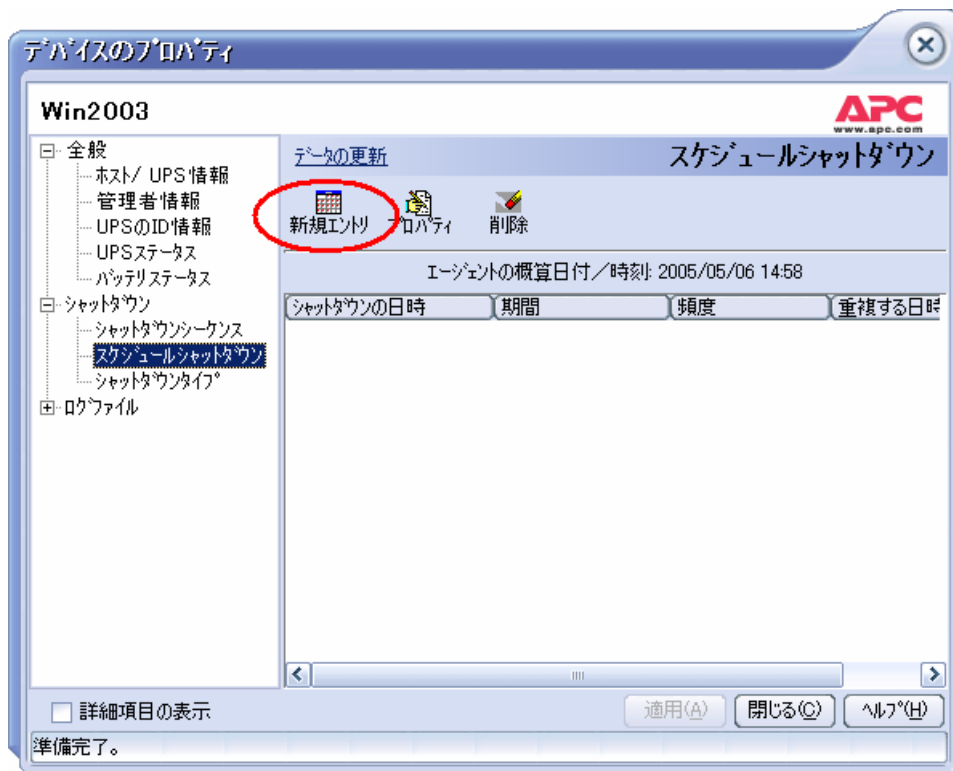 デバイスのプロパティ
Win2003
APC
www.apc.com
全般
ホスト/ UPS情報
管理者情報
UPSのID情報
UPSステータス
バッテリステータス
シャットダウン
シャットダウンシーケンス
スケジュールシャットダウン
シャットダウンタイプ
ログファイル
データの更新
スケジュールシャットダウン
新規エントリ プロパティ 削除
エージェントの概算日付/時刻: 2005/05/06 14:58
シャットダウンの日時 期間 頻度 重複する日時
詳細項目の表示
適用(A) 閉じる(C) ヘルプ(H)
準備完了。